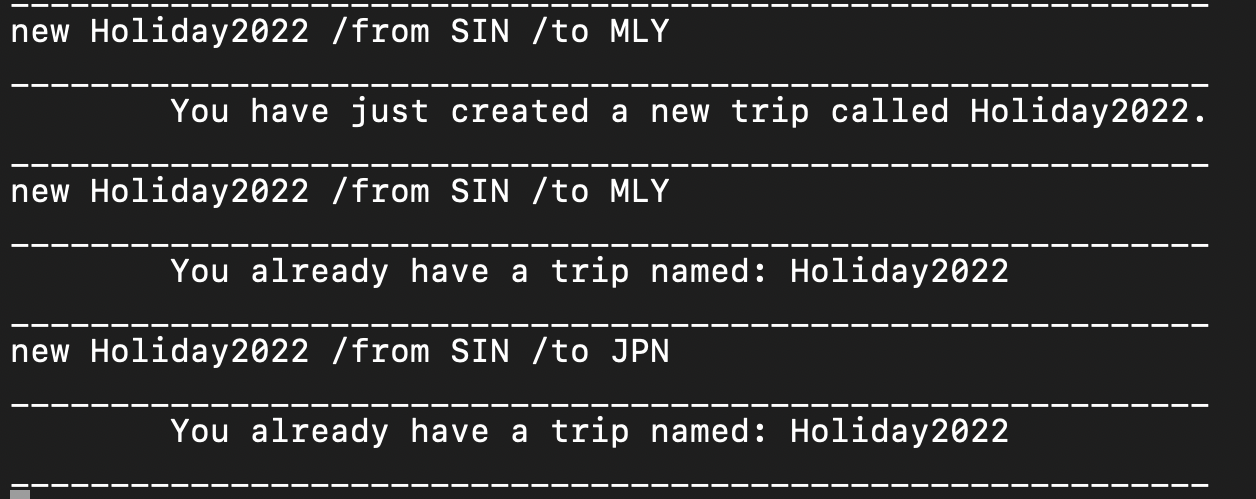 ____________________________________________________________
new Holiday2022 /from SIN /to MLY
____________________________________________________________
You have just created a new trip called Holiday2022.
____________________________________________________________
new Holiday2022 /from SIN /to MLY
____________________________________________________________
You already have a trip named: Holiday2022
____________________________________________________________
new Holiday2022 /from SIN /to JPN
____________________________________________________________
You already have a trip named: Holiday2022
____________________________________________________________